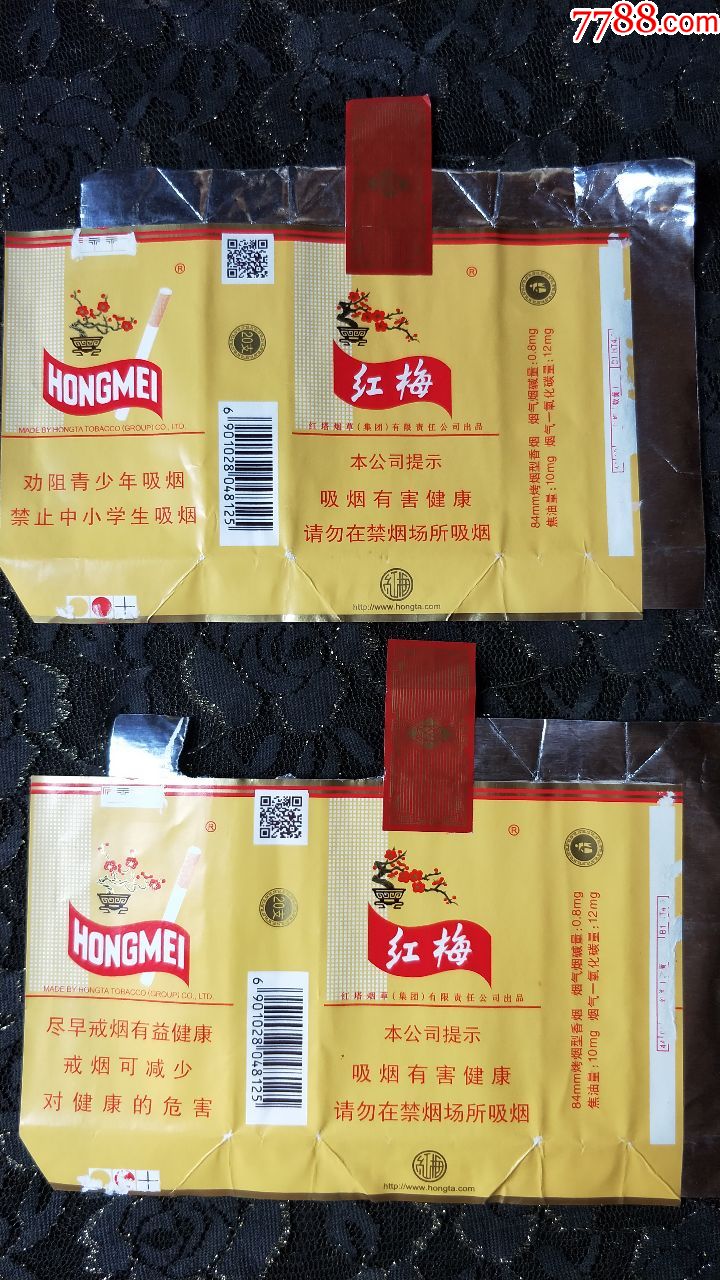 7788.com
®
®
20支
HONGMEI
红梅
MADE BY HONGTA TOBACCO (GROUP) CO., LTD.
红塔烟草(集团)有限责任公司出品
劝阻青少年吸烟
禁止中小学生吸烟
6 901028 048125
本公司提示
吸烟有害健康
请勿在禁烟场所吸烟
84mm烤烟型香烟 烟气烟碱量:0.8mg
焦油量:10mg 烟气一氧化碳量:12mg
红梅
http://www.hongta.com
®
®
20支
HONGMEI
红梅
MADE BY HONGTA TOBACCO (GROUP) CO., LTD.
红塔烟草(集团)有限责任公司出品
尽早戒烟有益健康
戒烟可减少
对健康的危害
6 901028 048125
本公司提示
吸烟有害健康
请勿在禁烟场所吸烟
84mm烤烟型香烟 烟气烟碱量:0.8mg
焦油量:10mg 烟气一氧化碳量:12mg
红梅
http://www.hongta.com